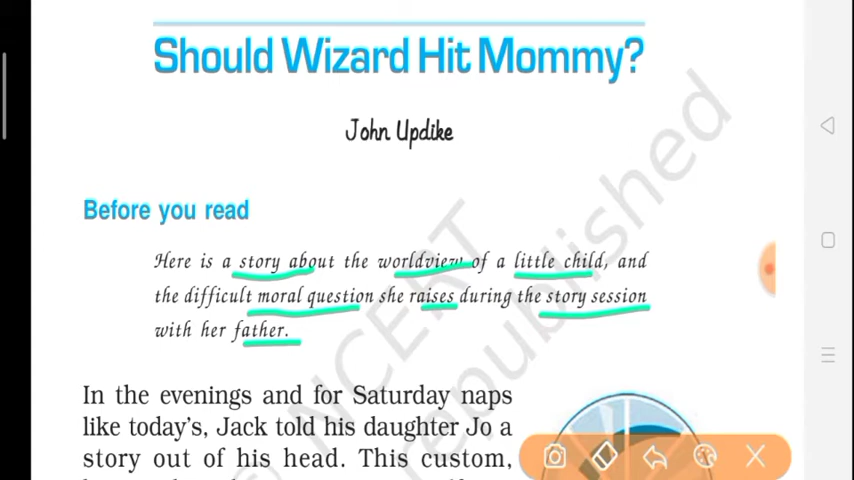 Should Wizard Hit Mommy?
John Updike
Before you read
Here is a story about the worldview of a little child, and
the difficult moral question she raises during the story session
with her father.
In the evenings and for Saturday naps
like today's, Jack told his daughter Jo a
story out of his head. This custom,
NCERT
republished